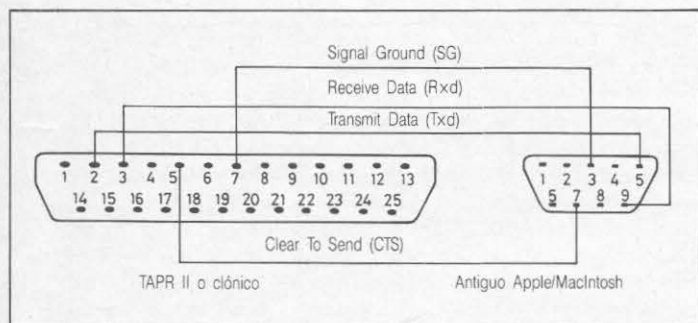 Signal Ground (SG)
Receive Data (R×d)
Transmit Data (T×d)
1 2 3 4 5 6 7 8 9 10 11 12 13
14 15 16 17 18 19 20 21 22 23 24 25
1 2 3 4 5
5 7 8 9
Clear To Send (CTS)
TAPR II o clónico
Antiguo Apple/MacIntosh